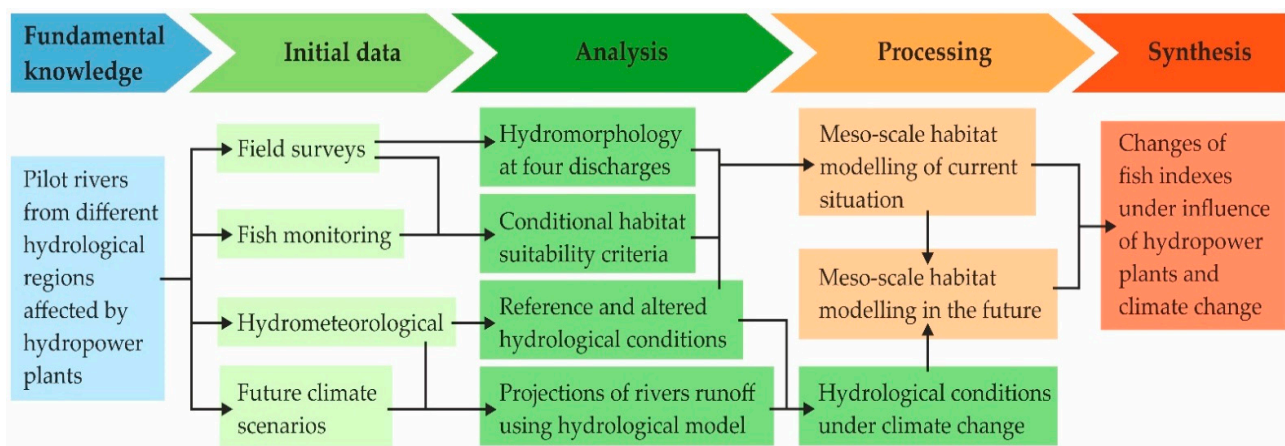 Fundamental
knowledge
Initial data
Analysis
Processing
Synthesis
Pilot rivers
from different
hydrological
regions
affected by
hydropower
plants
Field surveys
Fish monitoring
Hydrometeorological
Future climate
scenarios
Hydromorphology
at four discharges
Conditional habitat
suitability criteria
Reference and altered
hydrological conditions
Projections of rivers runoff
using hydrological model
Meso-scale habitat
modelling of current
situation
Meso-scale habitat
modelling in the future
Hydrological conditions
under climate change
Changes of
fish indexes
under influence
of hydropower
plants and
climate change